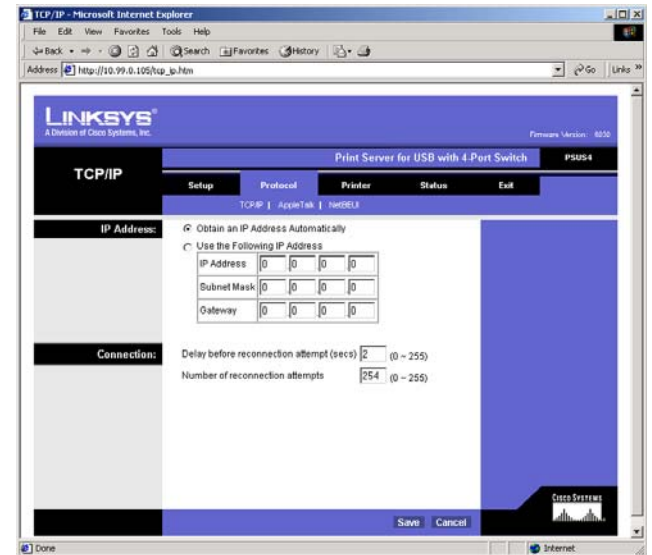 TCP/IP - Microsoft Internet Explorer
File Edit View Favorites Tools Help
Back Search Favorites History
Address http://10.99.0.105/tcp_ip.htm Go Links »
LINKSYS®
A Division of Cisco Systems, Inc.
Firmware Version: 6030
Print Server for USB with 4-Port Switch PSUS4
TCP/IP
Setup Protocol Printer Status Exit
TCP/IP | AppleTalk | NetBEUI
IP Address:
Obtain an IP Address Automatically
Use the Following IP Address
IP Address 0 0 0 0
Subnet Mask 0 0 0 0
Gateway 0 0 0 0
Connection:
Delay before reconnection attempt (secs) 2 (0 ~ 255)
Number of reconnection attempts 254 (0 ~ 255)
CISCO SYSTEMS
Save Cancel
Done Internet